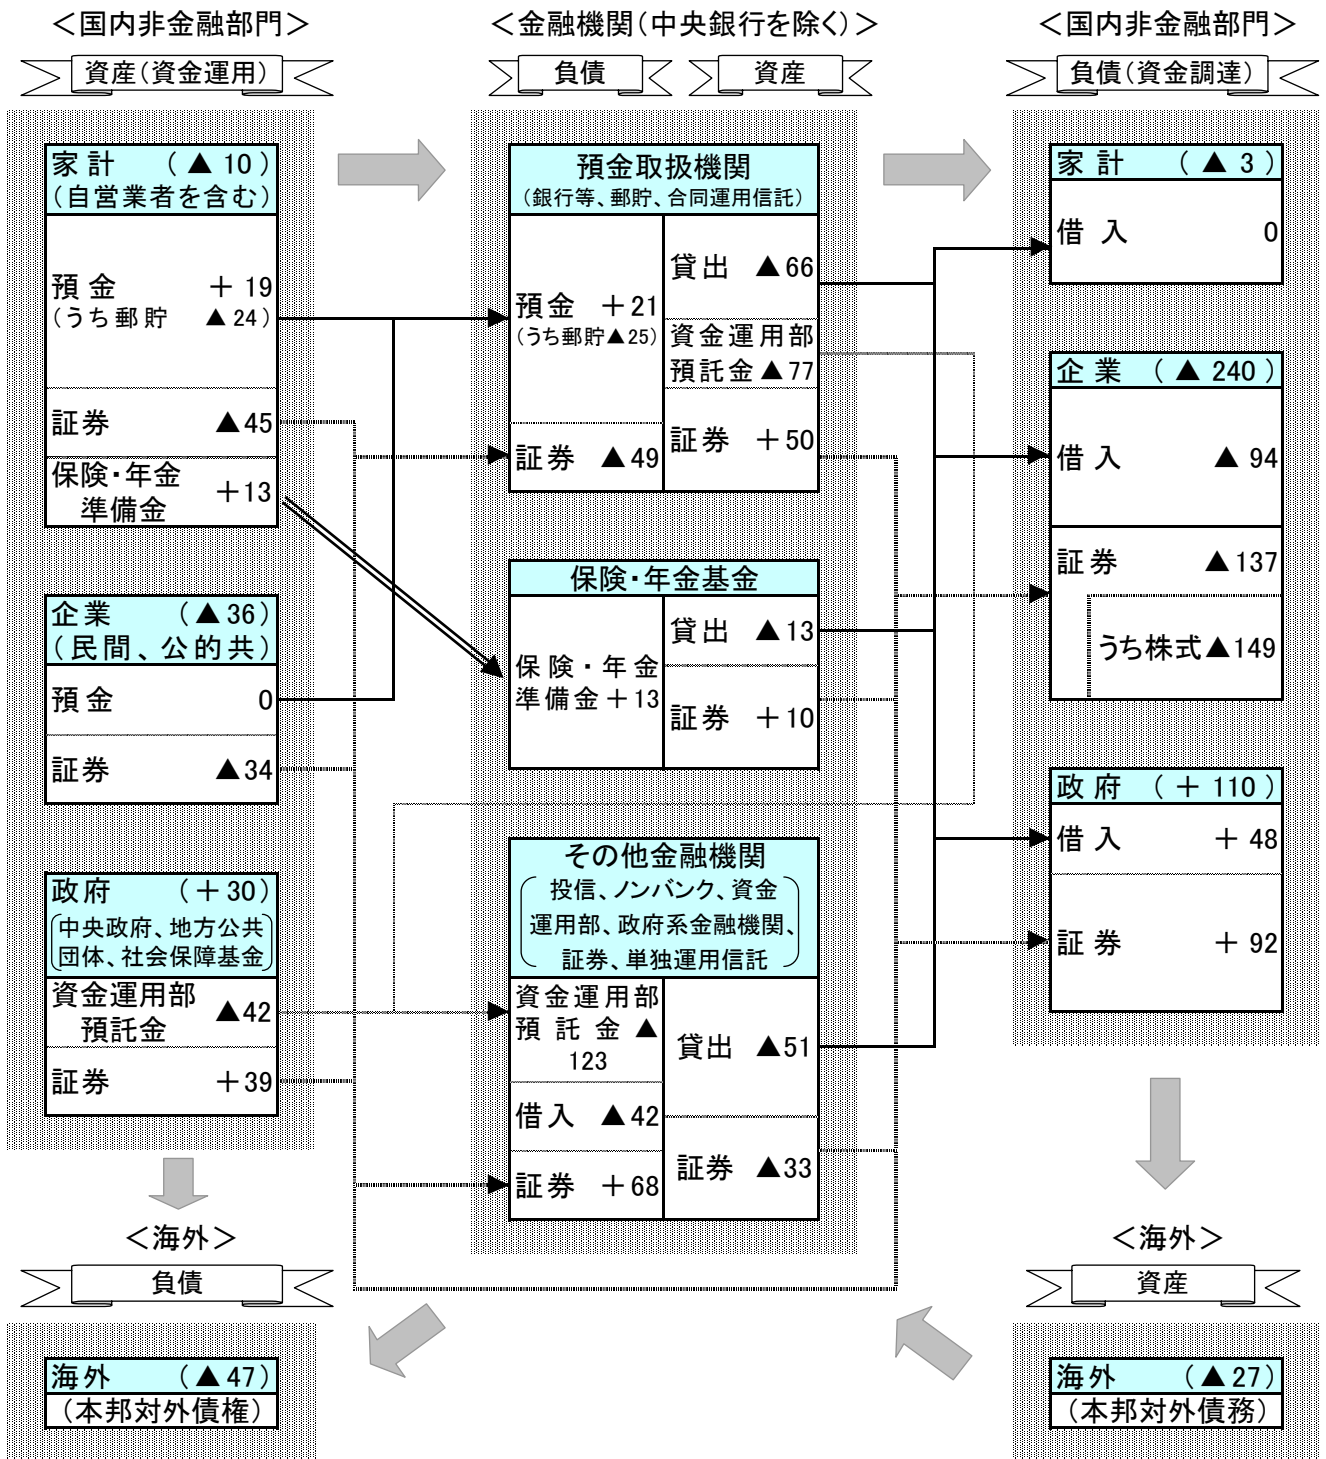 ＜国内非金融部門＞
資産（資金運用）
家計　（▲10）
（自営業者を含む）
預金　＋19
（うち郵貯　▲24）
証券　▲45
保険・年金
準備金　＋13
企業　（▲36）
（民間、公的共）
預金　0
証券　▲34
政府　（＋30）
中央政府、地方公共
団体、社会保障基金
資金運用部
預託金　▲42
証券　＋39
＜海外＞
負債
海外　（▲47）
（本邦対外債権）
＜金融機関（中央銀行を除く）＞
負債
資産
預金取扱機関
（銀行等、郵貯、合同運用信託）
預金　＋21
（うち郵貯▲25）
証券　▲49
貸出　▲66
資金運用部
預託金▲77
証券　＋50
保険・年金基金
保険・年金
準備金＋13
貸出　▲13
証券　＋10
その他金融機関
投信、ノンバンク、資金
運用部、政府系金融機関、
証券、単独運用信託
資金運用部
預託金▲
123
借入　▲42
証券　＋68
貸出　▲51
証券　▲33
＜国内非金融部門＞
負債（資金調達）
家計　（▲3）
借入　0
企業　（▲240）
借入　▲94
証券　▲137
うち株式▲149
政府　（＋110）
借入　＋48
証券　＋92
＜海外＞
資産
海外　（▲27）
（本邦対外債務）